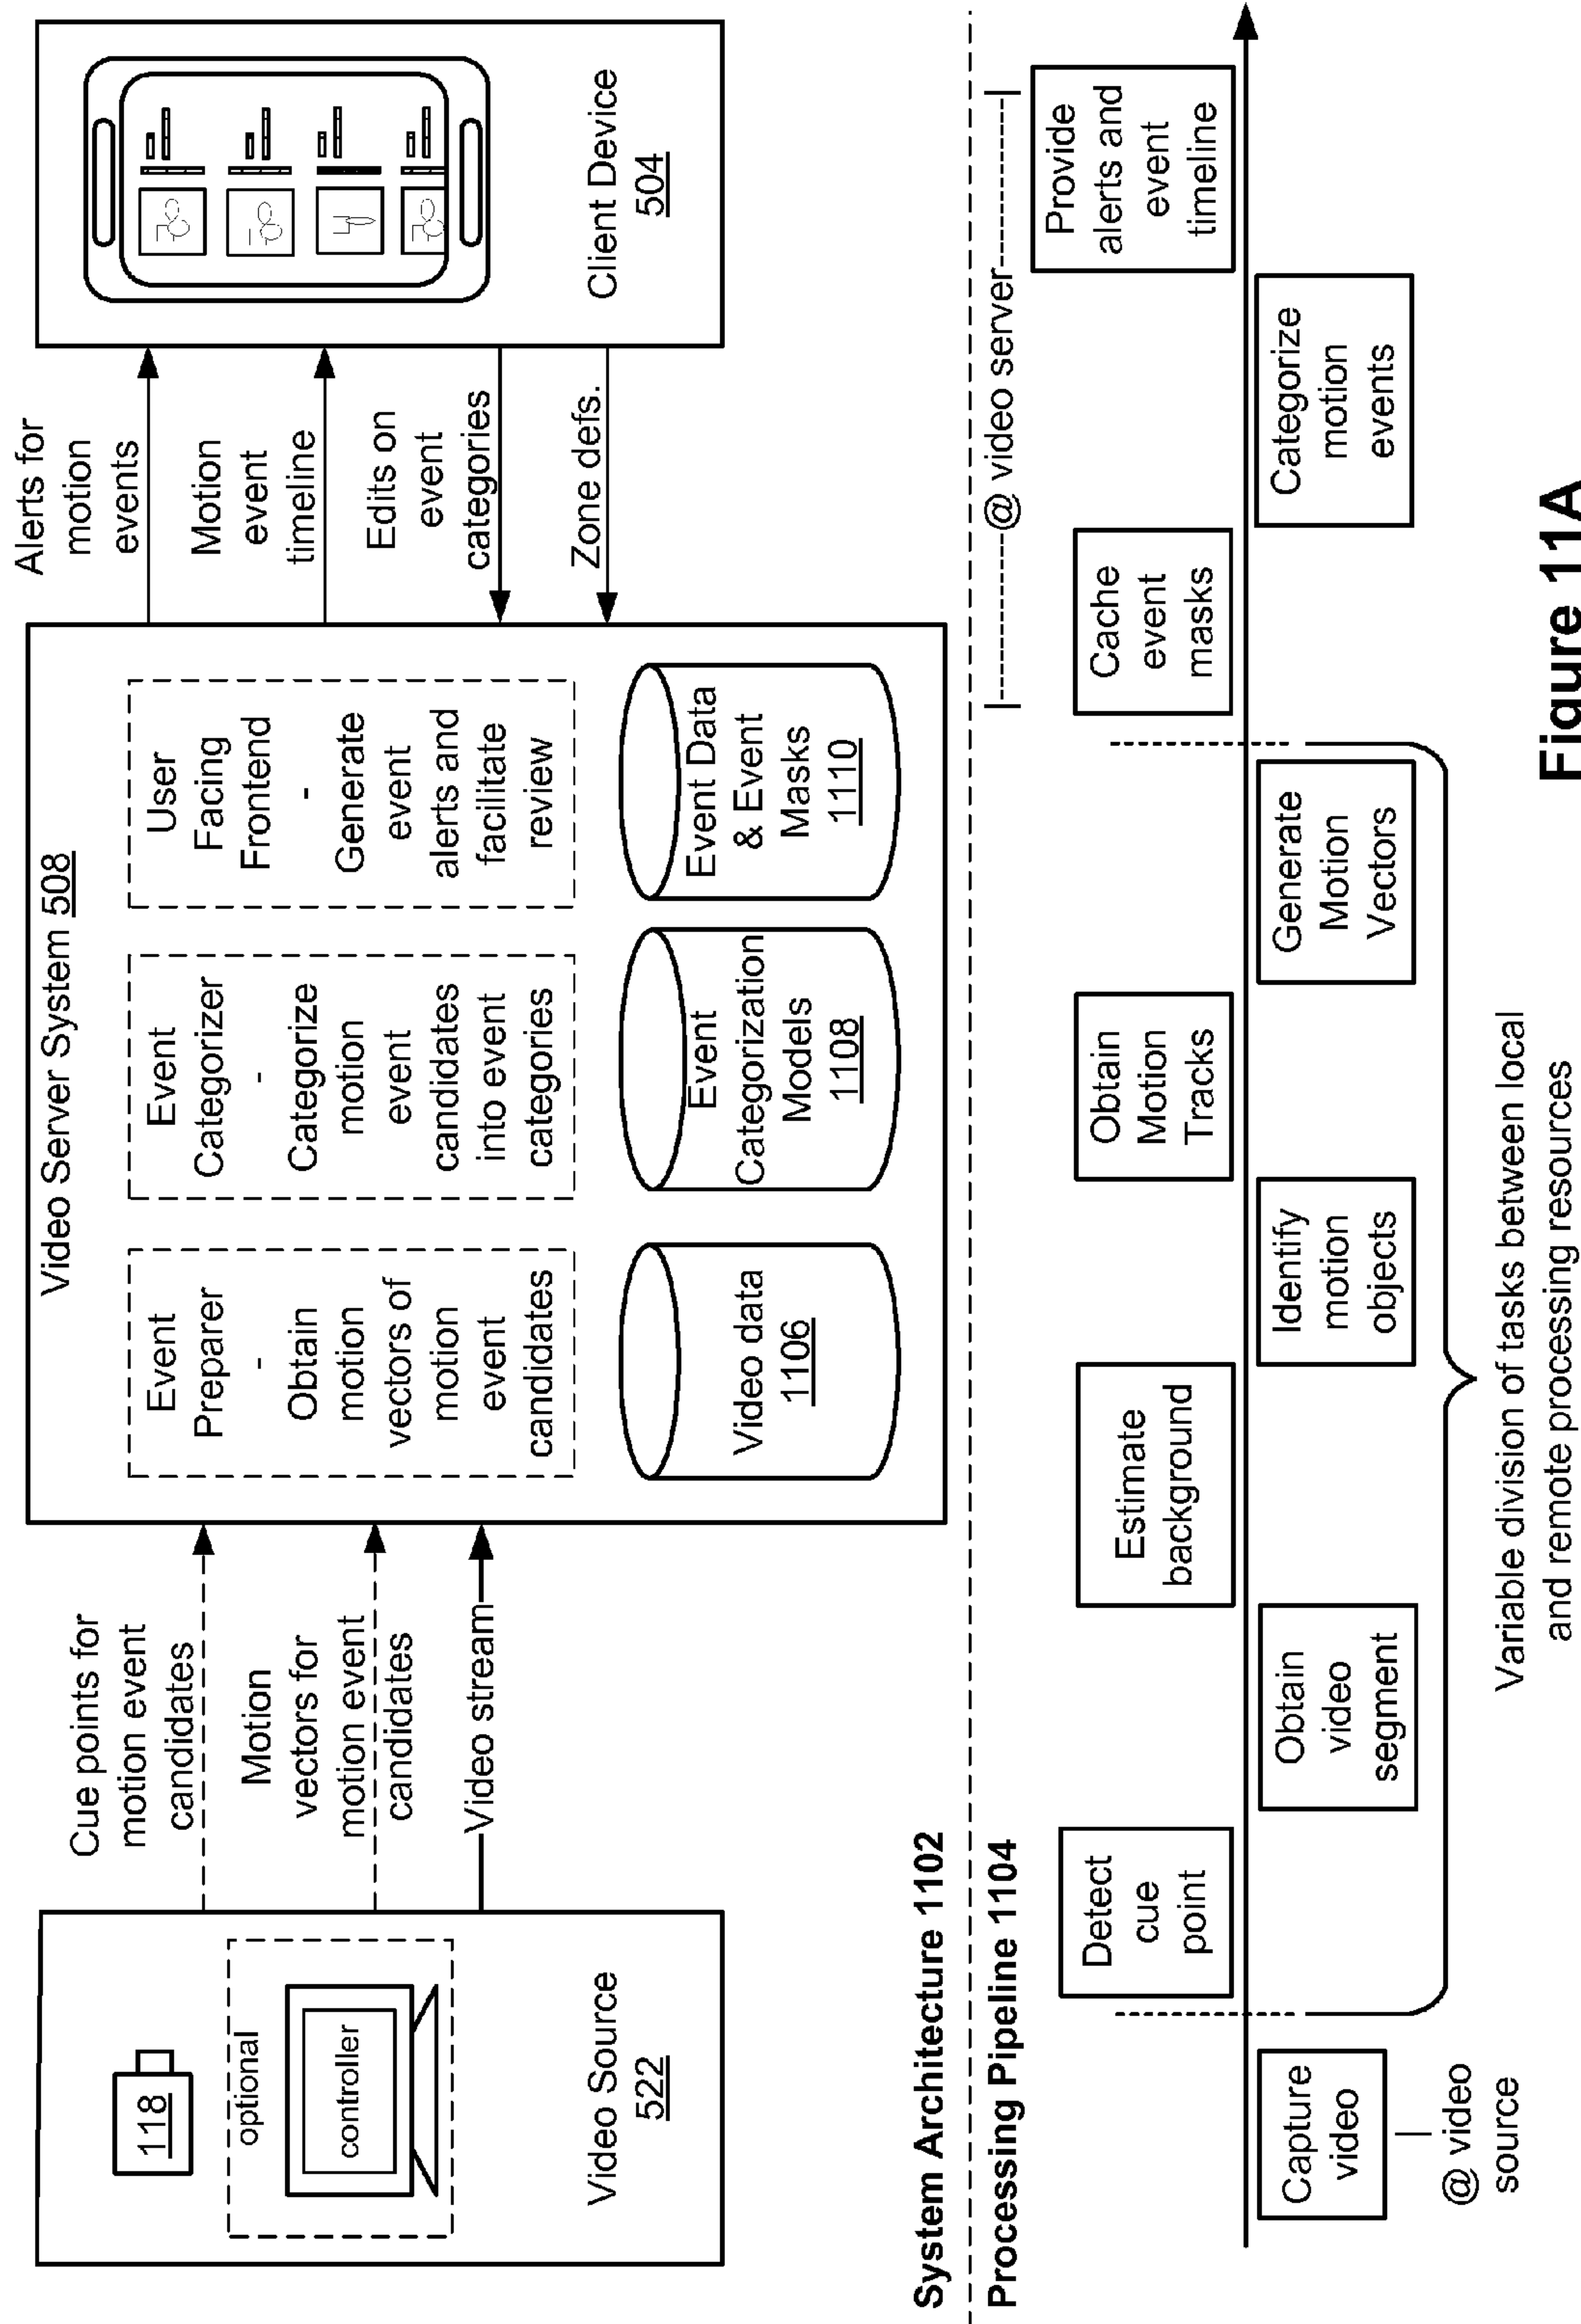 118
optional
controller
Video Source
522
Cue points for
motion event
candidates
Motion
vectors for
motion event
candidates
Video stream
Video Server System 508
Event
Preparer
-
Obtain
motion
vectors of
motion
event
candidates
Event
Categorizer
-
Categorize
motion
event
candidates
into event
categories
User
Facing
Frontend
-
Generate
event
alerts and
facilitate
review
Video data
1106
Event
Categorization
Models
1108
Event Data
& Event
Masks
1110
Alerts for
motion
events
Motion
event
timeline
Edits on
event
categories
Zone defs.
Client Device
504
System Architecture 1102
Processing Pipeline 1104
@ video server
Capture
video
@ video
source
Detect
cue
point
Obtain
video
segment
Estimate
background
Identify
motion
objects
Obtain
Motion
Tracks
Generate
Motion
Vectors
Cache
event
masks
Categorize
motion
events
Provide
alerts and
event
timeline
Variable division of tasks between local
and remote processing resources
Figure 11A